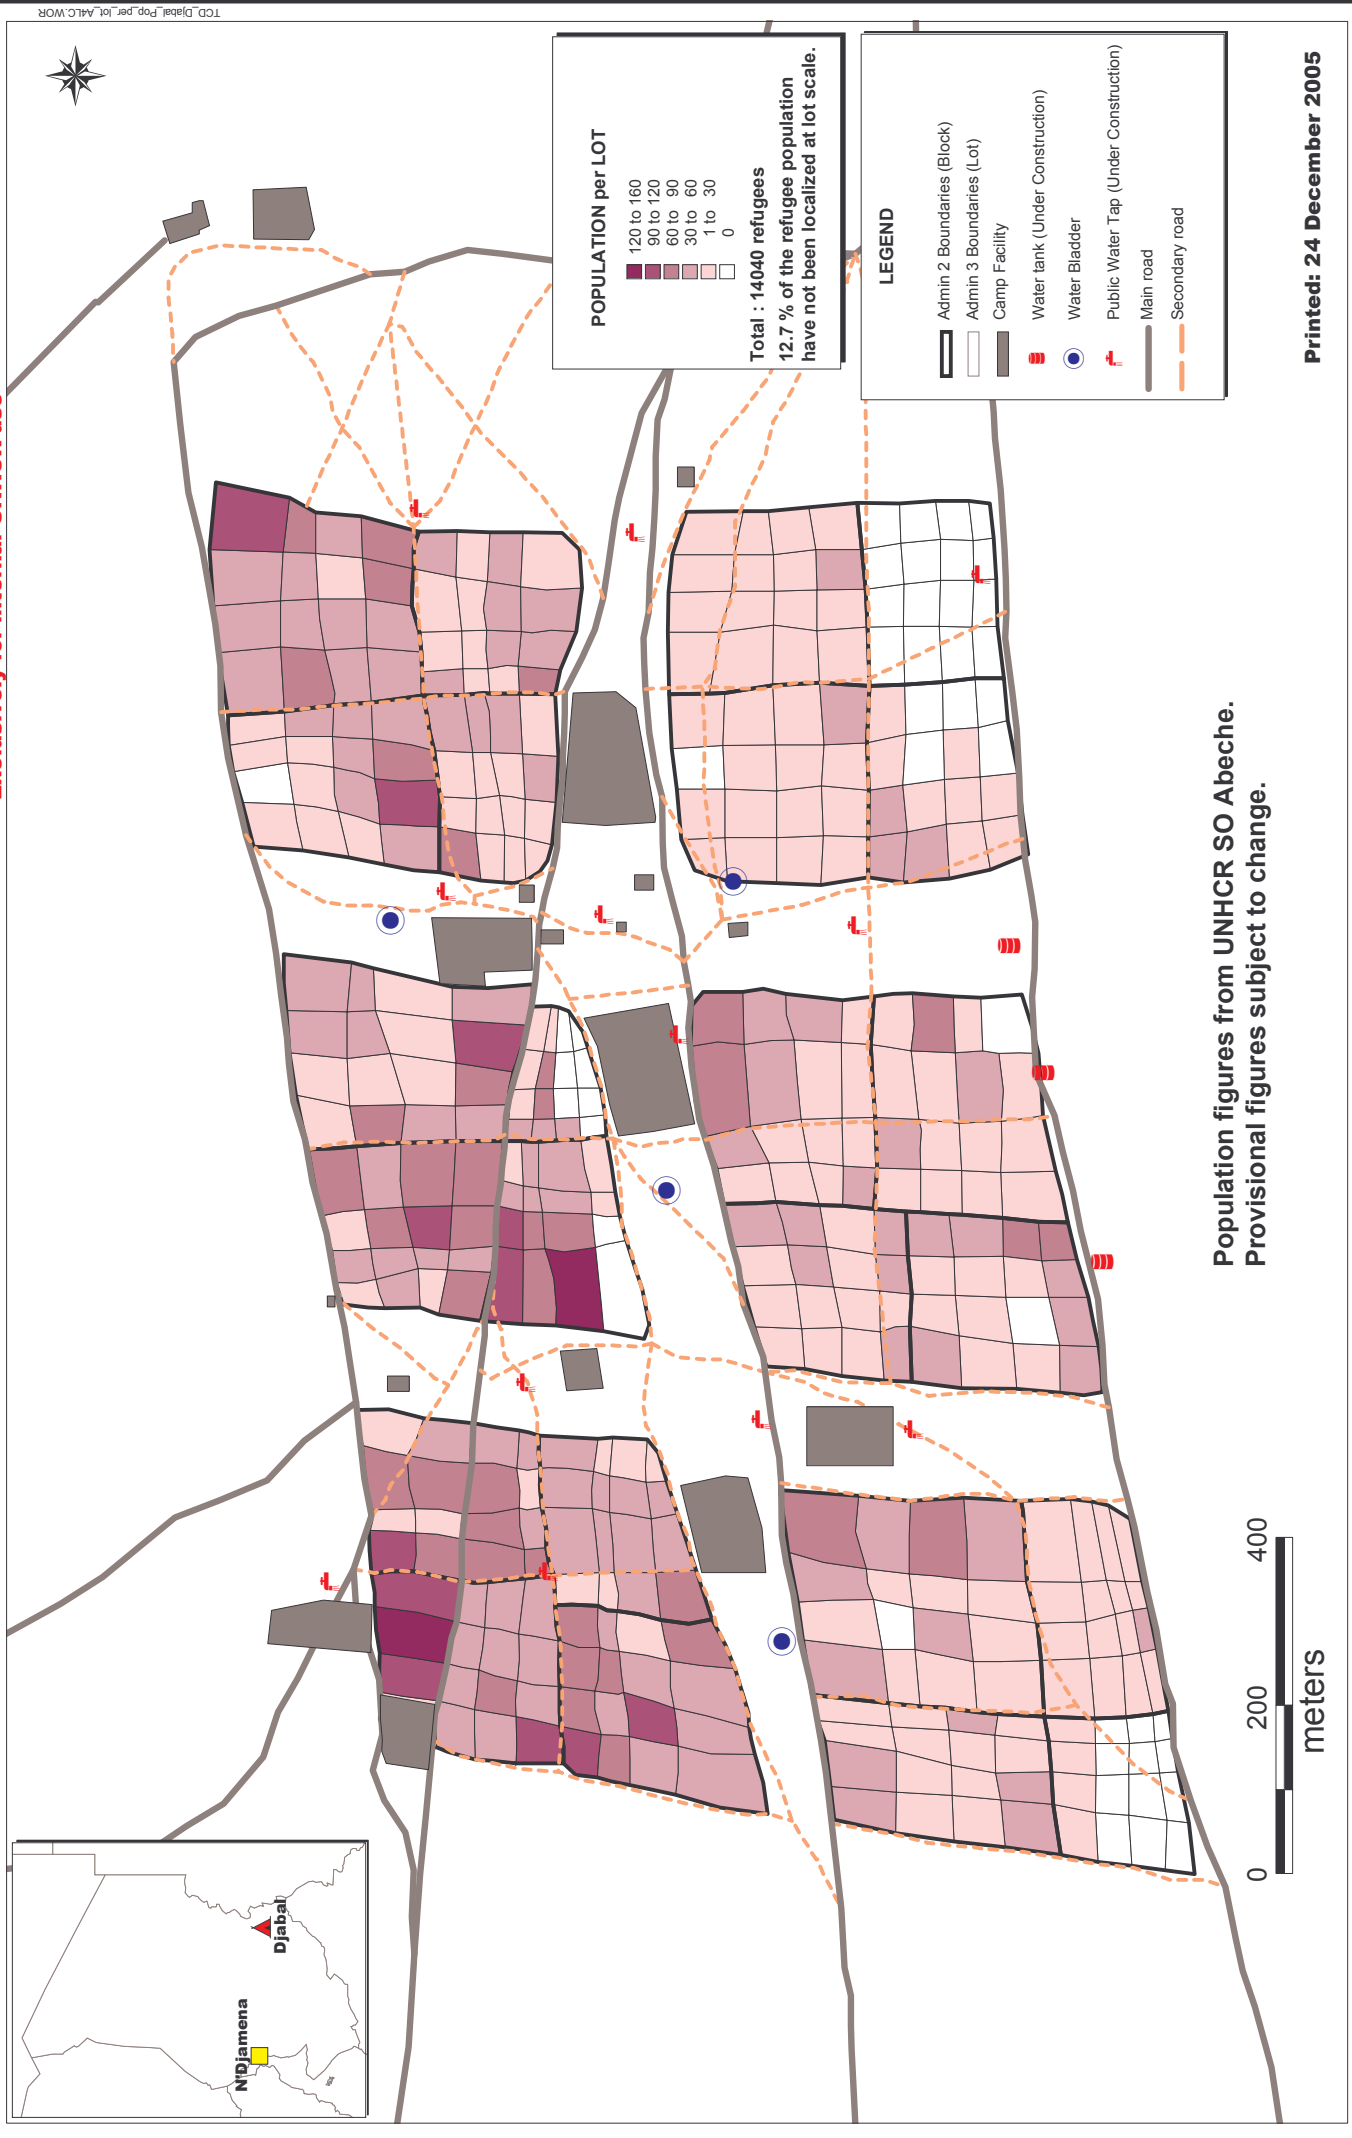 TCD_Djabal_Pop_per_lot_A4LC.WOR
POPULATION per LOT
120 to 160
90 to 120
60 to 90
30 to 60
1 to 30
0
Total : 14040 refugees
12.7 % of the refugee population
have not been localized at lot scale.
LEGEND
Admin 2 Boundaries (Block)
Admin 3 Boundaries (Lot)
Camp Facility
Water tank (Under Construction)
Water Bladder
Public Water Tap (Under Construction)
Main road
Secondary road
Printed: 24 December 2005
Population figures from UNHCR SO Abeche.
Provisional figures subject to change.
0 200 400
meters
N'Djamena
Djabal